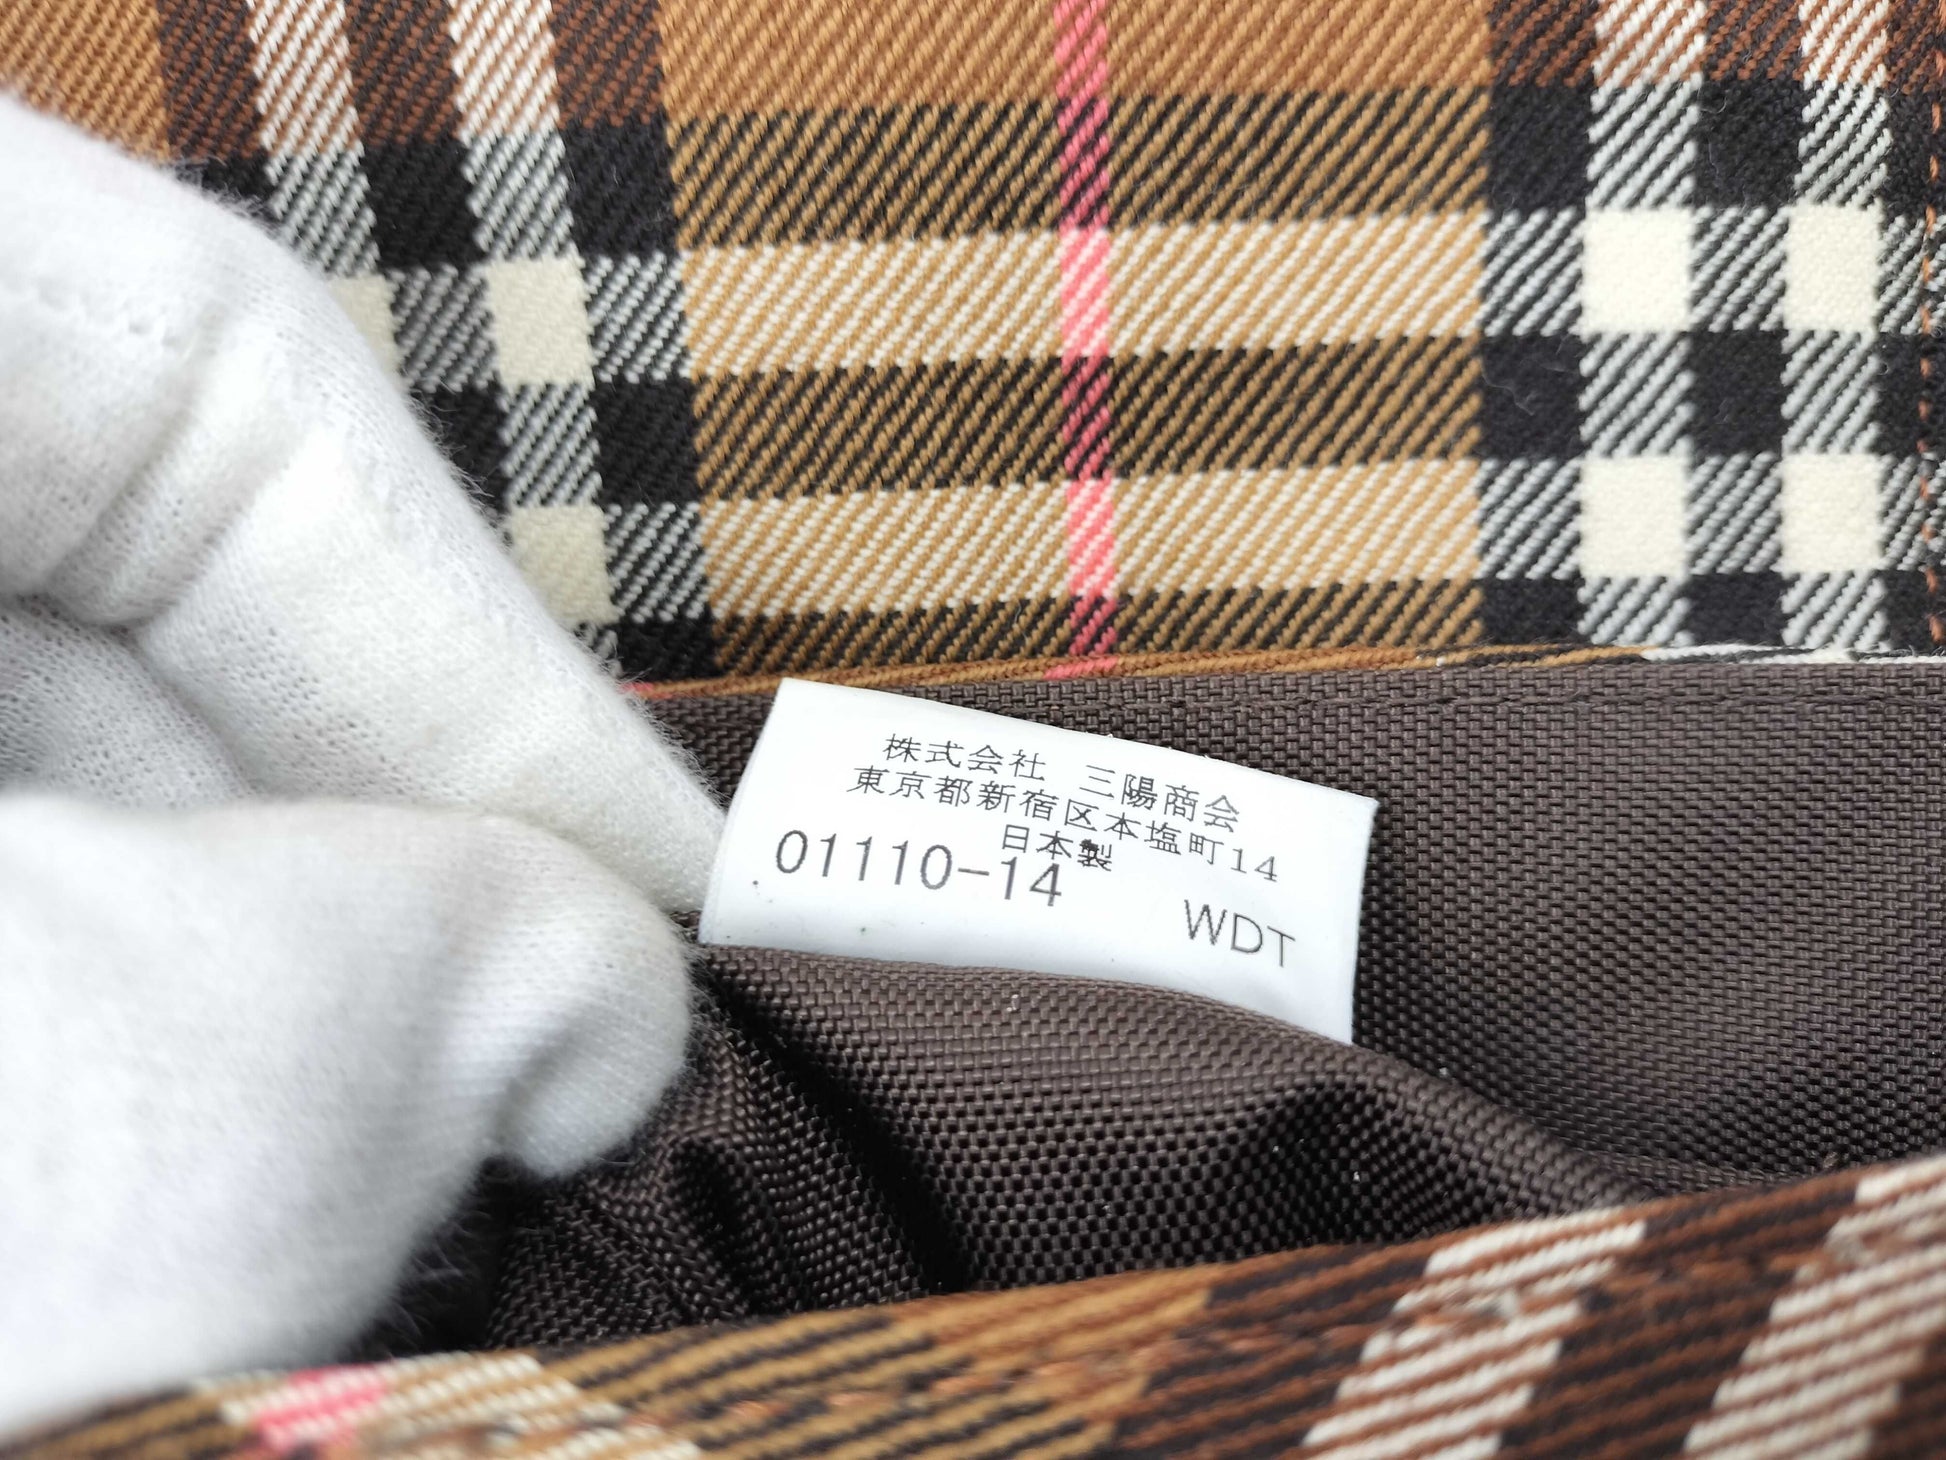 株式会社 三陽商会
東京都新宿区本塩町14
日本製
01110-14
WDT